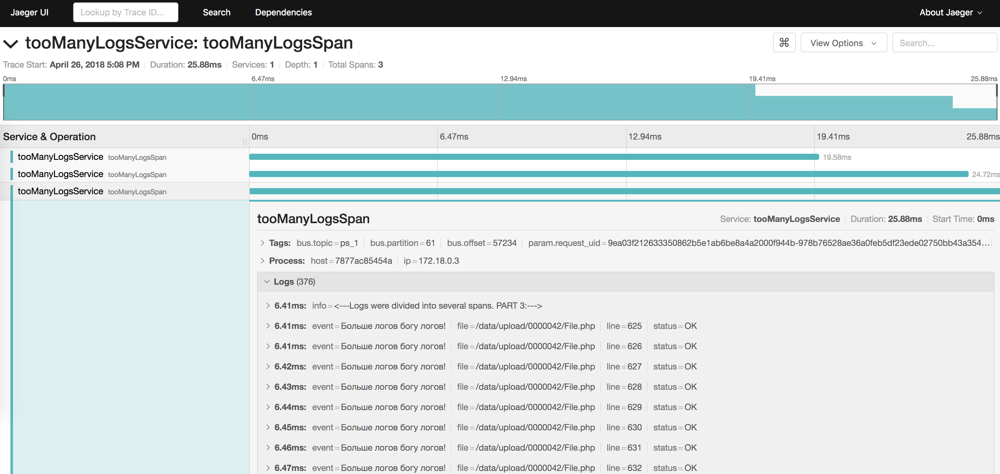 Jaeger UI Lookup by Trace ID... Search Dependencies About Jaeger
tooManyLogsService: tooManyLogsSpan ⌘ View Options Search...
Trace Start: April 26, 2018 5:08 PM Duration: 25.88ms Services: 1 Depth: 1 Total Spans: 3
0ms 6.47ms 12.94ms 19.41ms 25.88ms
Service & Operation 0ms 6.47ms 12.94ms 19.41ms 25.88ms
tooManyLogsService tooManyLogsSpan 19.58ms
tooManyLogsService tooManyLogsSpan 24.72ms
tooManyLogsService tooManyLogsSpan
tooManyLogsSpan Service: tooManyLogsService Duration: 25.88ms Start Time: 0ms
Tags: bus.topic=ps_1 bus.partition=61 bus.offset=57234 param.request_uid=9ea03f212633350862b5e1ab6be8a4a2000f944b-978b76528ae36a0feb5df23ede02750bb43a354...
Process: host=7877ac85454a ip=172.18.0.3
Logs (376)
6.41ms: info=<---Logs were divided into several spans. PART 3:--->
6.41ms: event=Больше логов богу логов! file=/data/upload/0000042/File.php line=625 status=OK
6.41ms: event=Больше логов богу логов! file=/data/upload/0000042/File.php line=626 status=OK
6.42ms: event=Больше логов богу логов! file=/data/upload/0000042/File.php line=627 status=OK
6.43ms: event=Больше логов богу логов! file=/data/upload/0000042/File.php line=628 status=OK
6.44ms: event=Больше логов богу логов! file=/data/upload/0000042/File.php line=629 status=OK
6.45ms: event=Больше логов богу логов! file=/data/upload/0000042/File.php line=630 status=OK
6.46ms: event=Больше логов богу логов! file=/data/upload/0000042/File.php line=631 status=OK
6.47ms: event=Больше логов богу логов! file=/data/upload/0000042/File.php line=632 status=OK